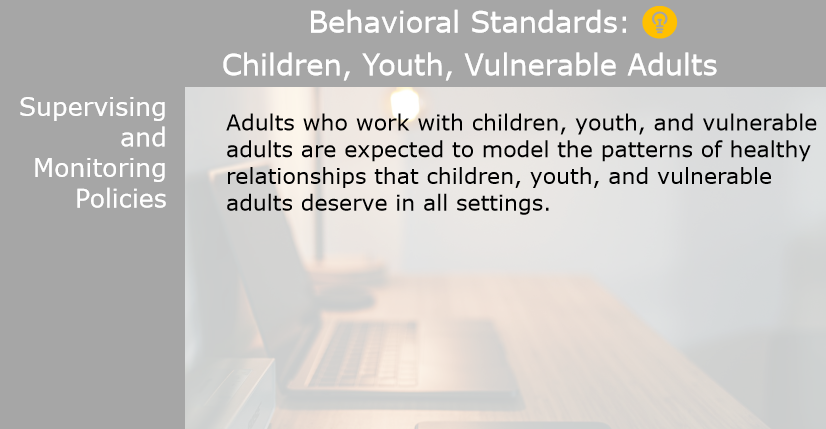 Behavioral Standards:
Children, Youth, Vulnerable Adults
Supervising
and
Monitoring
Policies
Adults who work with children, youth, and vulnerable
adults are expected to model the patterns of healthy
relationships that children, youth, and vulnerable
adults deserve in all settings.